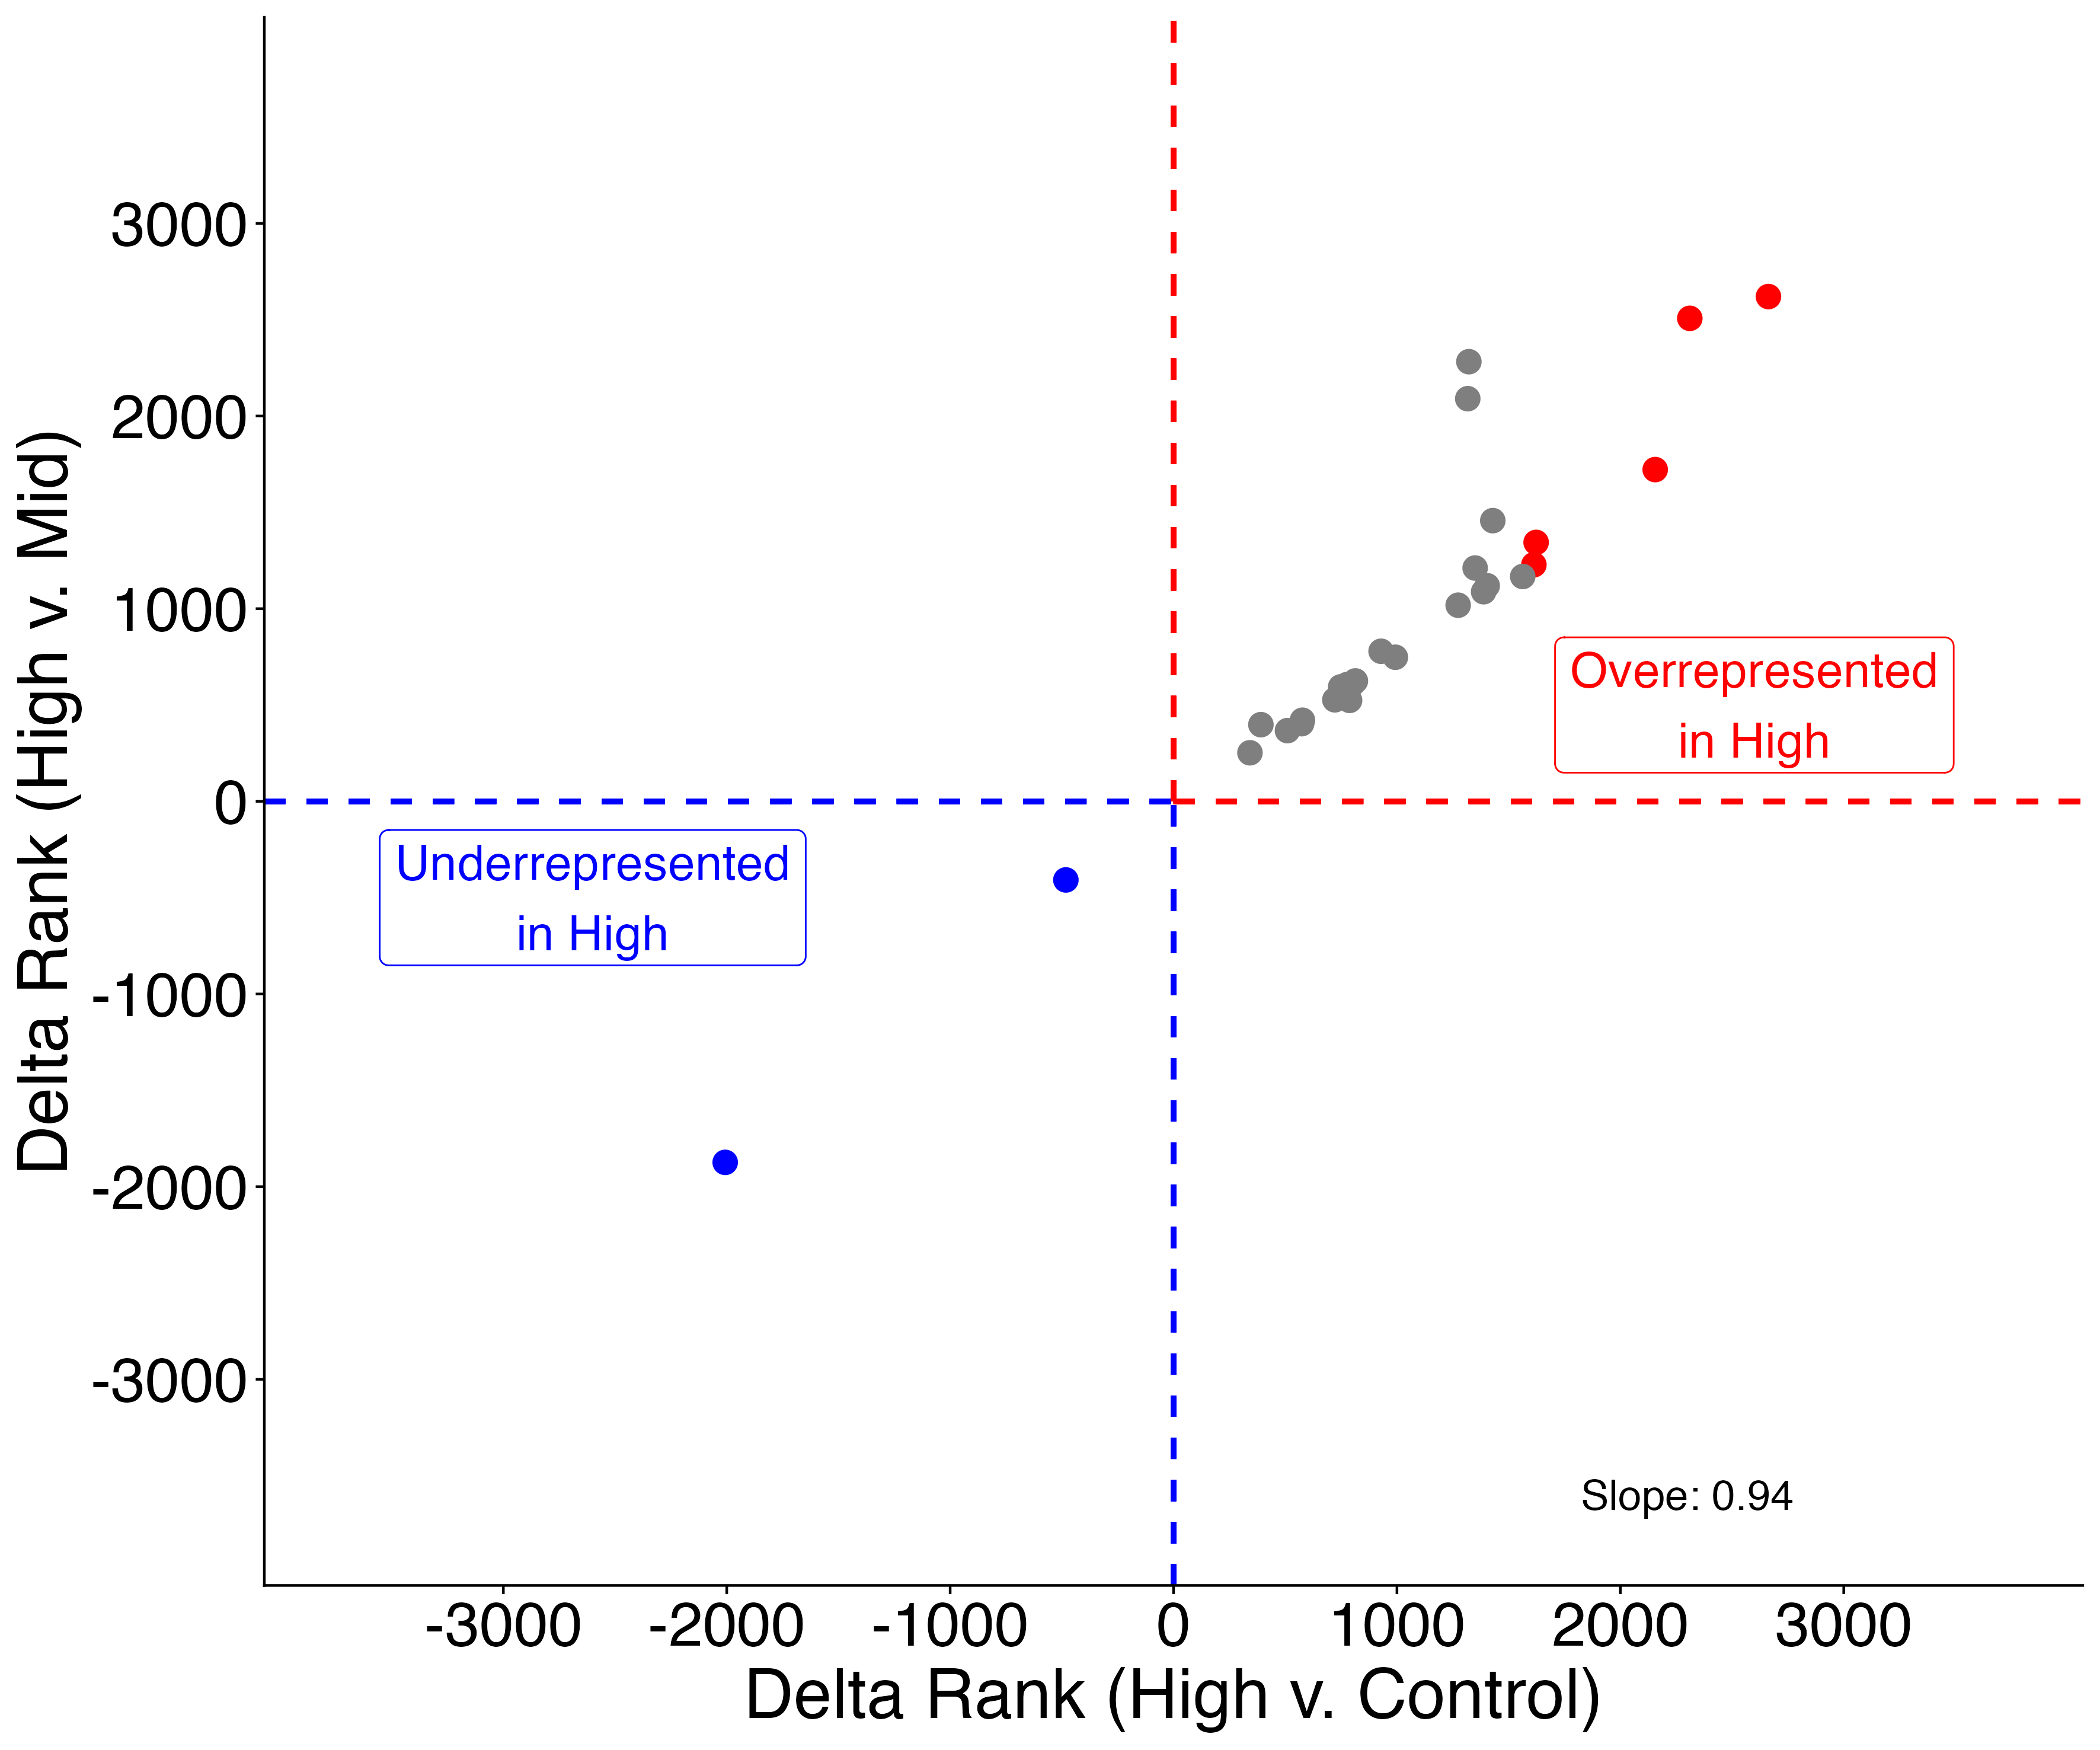 Delta Rank (High v. Mid)
3000
2000
1000
0
-1000
-2000
-3000
Overrepresented
in High
Underrepresented
in High
Slope: 0.94
-3000 -2000 -1000 0 1000 2000 3000
Delta Rank (High v. Control)